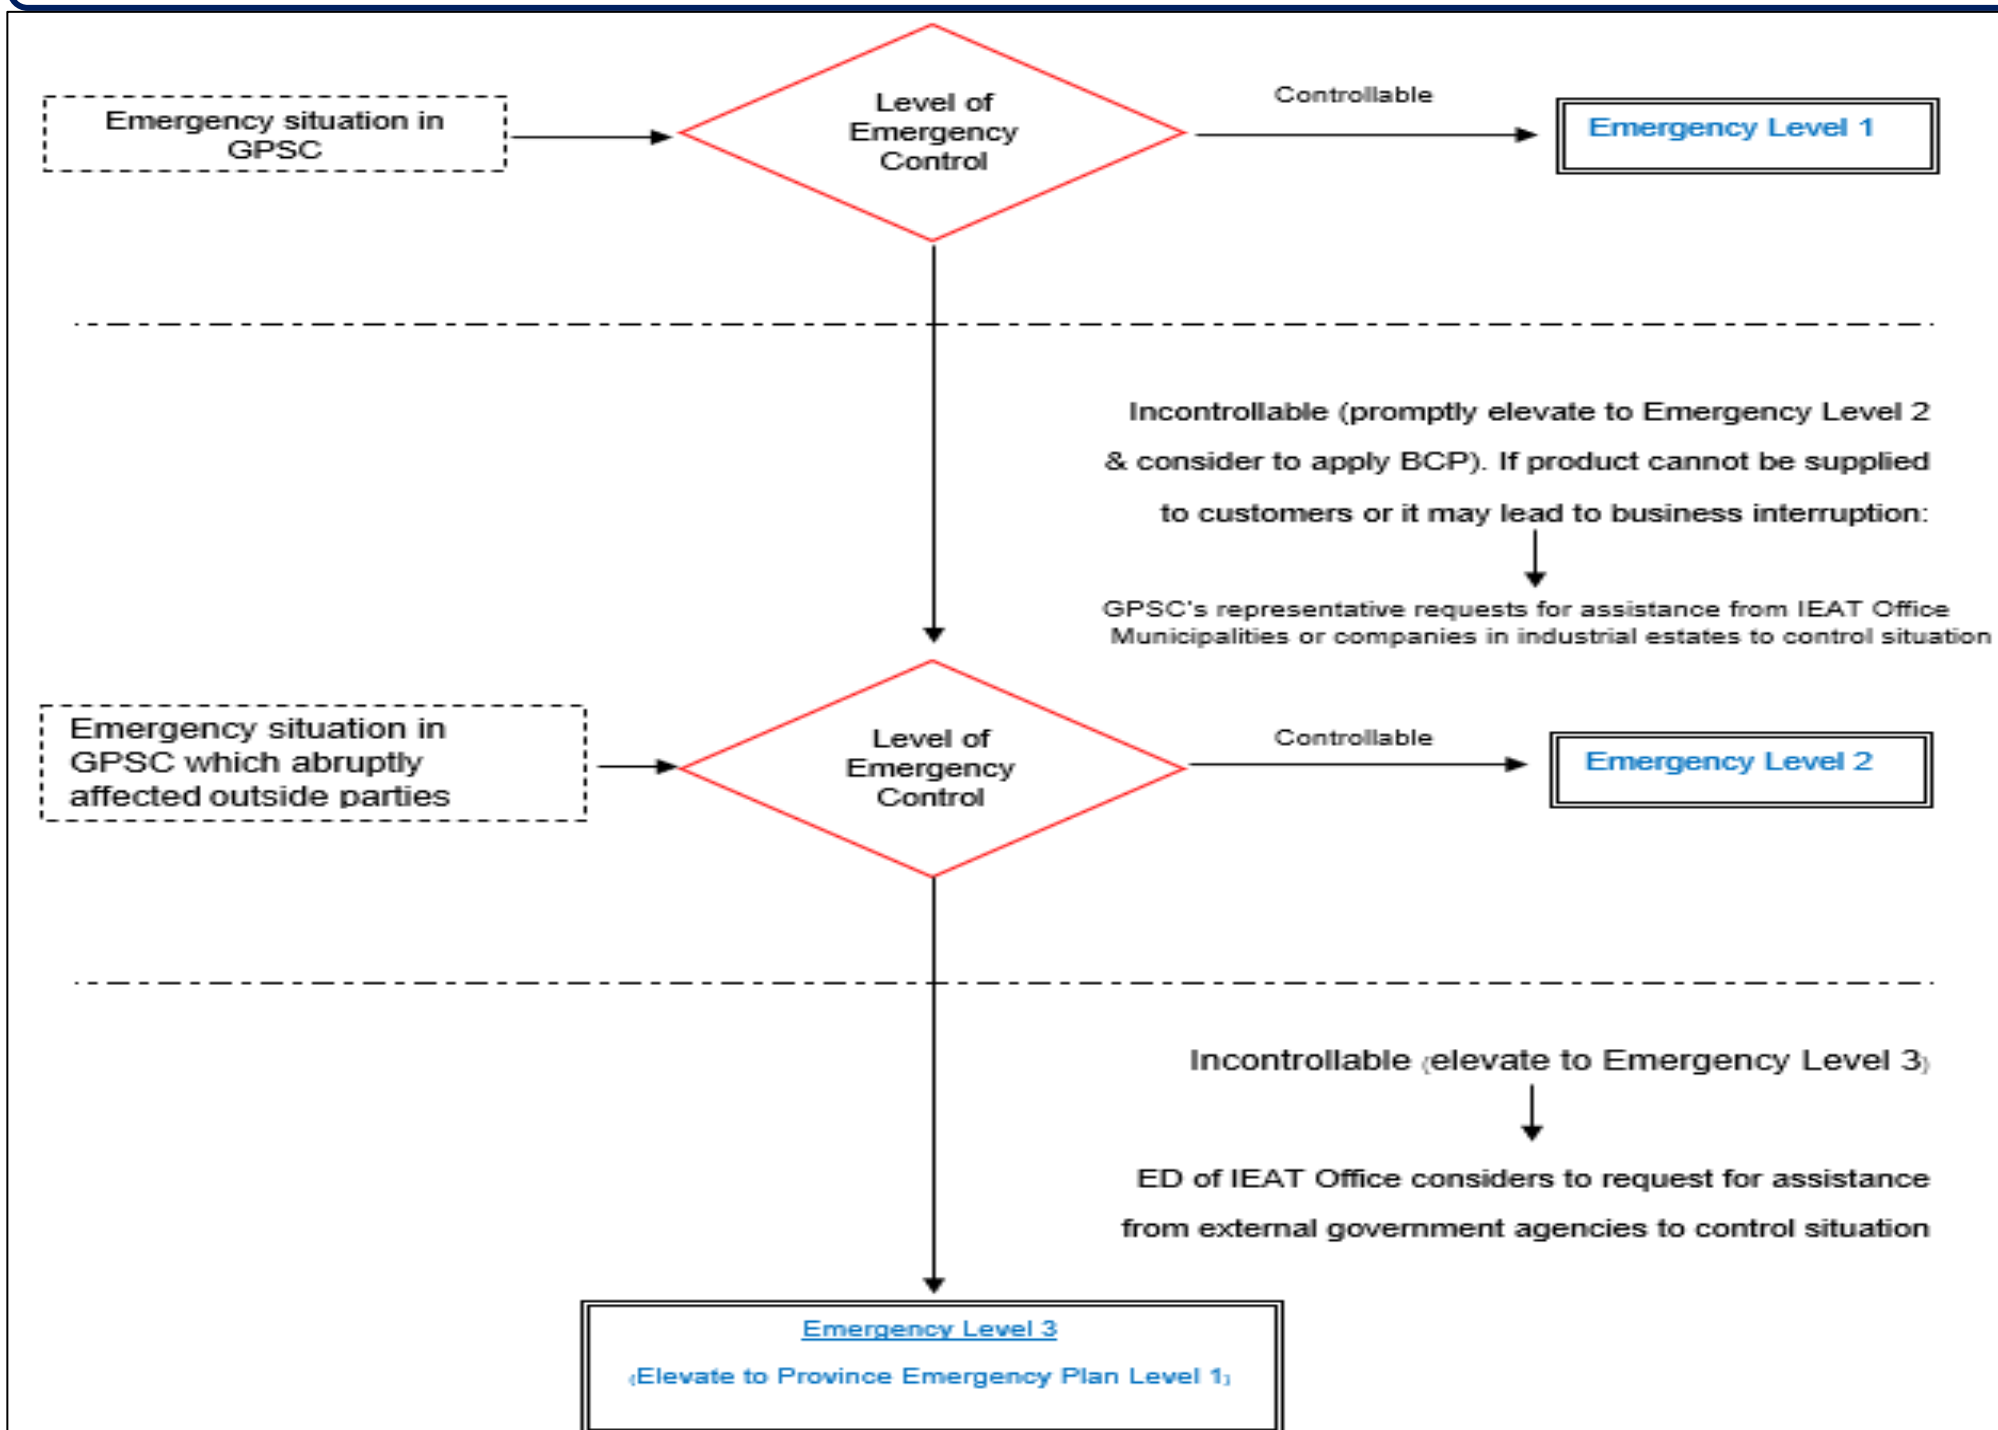 Emergency situation in
GPSC
Level of
Emergency
Control
Controllable
Emergency Level 1
Incontrollable (promptly elevate to Emergency Level 2
& consider to apply BCP). If product cannot be supplied
to customers or it may lead to business interruption:
GPSC's representative requests for assistance from IEAT Office
Municipalities or companies in industrial estates to control situation
Emergency situation in
GPSC which abruptly
affected outside parties
Level of
Emergency
Control
Controllable
Emergency Level 2
Incontrollable (elevate to Emergency Level 3)
ED of IEAT Office considers to request for assistance
from external government agencies to control situation
Emergency Level 3
(Elevate to Province Emergency Plan Level 1)